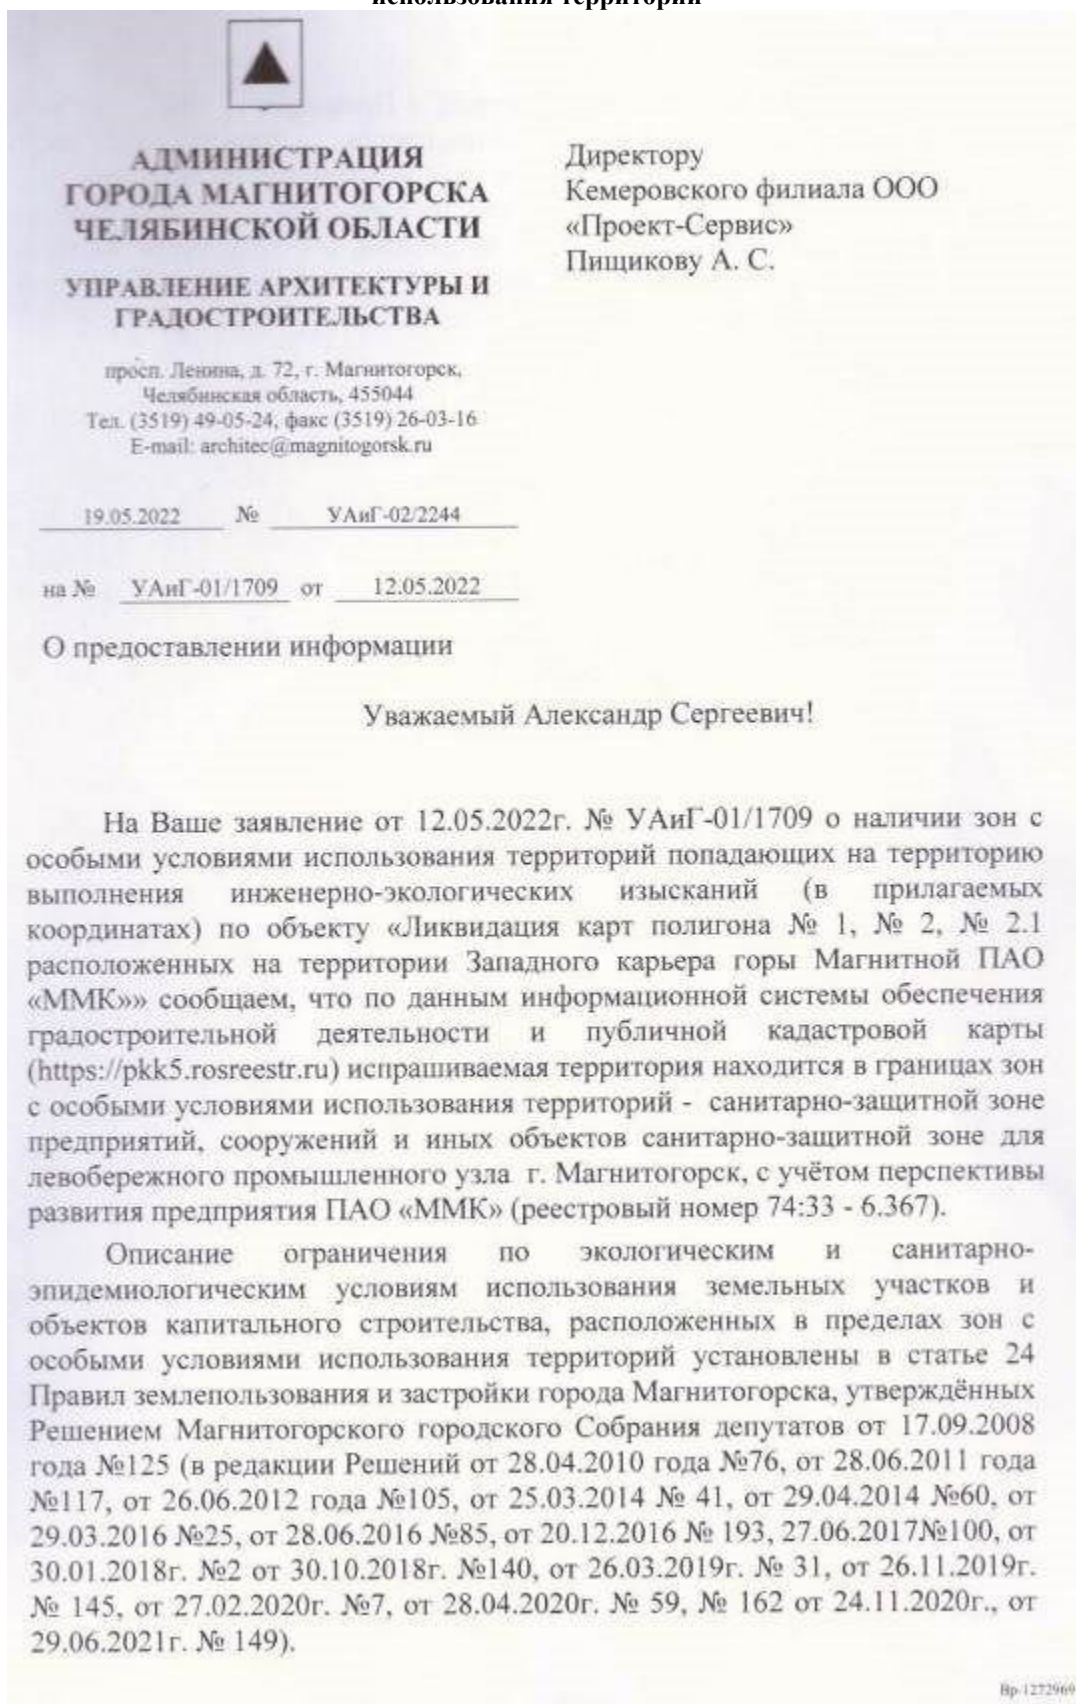 использования территории
АДМИНИСТРАЦИЯ
ГОРОДА МАГНИТОГОРСКА
ЧЕЛЯБИНСКОЙ ОБЛАСТИ
УПРАВЛЕНИЕ АРХИТЕКТУРЫ И
ГРАДОСТРОИТЕЛЬСТВА
просп. Ленина, д. 72, г. Магнитогорск,
Челябинская область, 455044
Тел. (3519) 49-05-24, факс (3519) 26-03-16
E-mail: architec@magnitogorsk.ru
19.05.2022 № УАиГ-02/2244
на № УАиГ-01/1709 от 12.05.2022
О предоставлении информации
Директору
Кемеровского филиала ООО
«Проект-Сервис»
Пищикову А. С.
Уважаемый Александр Сергеевич!
На Ваше заявление от 12.05.2022г. № УАиГ-01/1709 о наличии зон с
особыми условиями использования территорий попадающих на территорию
выполнения инженерно-экологических изысканий (в прилагаемых
координатах) по объекту «Ликвидация карт полигона № 1, № 2, № 2.1
расположенных на территории Западного карьера горы Магнитной ПАО
«ММК»» сообщаем, что по данным информационной системы обеспечения
градостроительной деятельности и публичной кадастровой карты
(https://pkk5.rosreestr.ru) испрашиваемая территория находится в границах зон
с особыми условиями использования территорий - санитарно-защитной зоне
предприятий, сооружений и иных объектов санитарно-защитной зоне для
левобережного промышленного узла г. Магнитогорск, с учётом перспективы
развития предприятия ПАО «ММК» (реестровый номер 74:33 - 6.367).
Описание ограничения по экологическим и санитарно-
эпидемиологическим условиям использования земельных участков и
объектов капитального строительства, расположенных в пределах зон с
особыми условиями использования территорий установлены в статье 24
Правил землепользования и застройки города Магнитогорска, утверждённых
Решением Магнитогорского городского Собрания депутатов от 17.09.2008
года №125 (в редакции Решений от 28.04.2010 года №76, от 28.06.2011 года
№117, от 26.06.2012 года №105, от 25.03.2014 № 41, от 29.04.2014 №60, от
29.03.2016 №25, от 28.06.2016 №85, от 20.12.2016 № 193, 27.06.2017№100, от
30.01.2018г. №2 от 30.10.2018г. №140, от 26.03.2019г. № 31, от 26.11.2019г.
№ 145, от 27.02.2020г. №7, от 28.04.2020г. № 59, № 162 от 24.11.2020г., от
29.06.2021г. № 149).
Вр-1272969